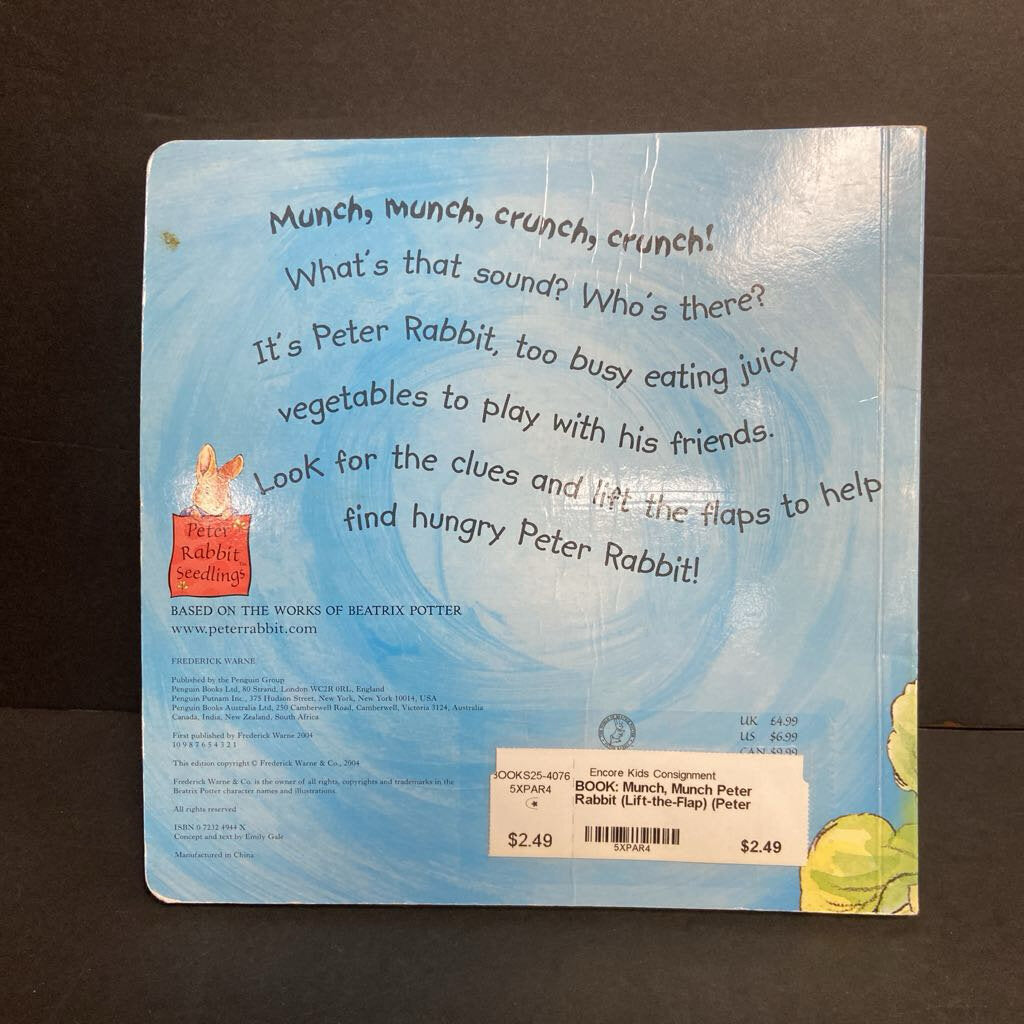 Munch, munch, crunch, crunch!
What's that sound? Who's there?
It's Peter Rabbit, too busy eating juicy
vegetables to play with his friends.
Look for the clues and lift the flaps to help
find hungry Peter Rabbit!
Peter
Rabbit
Seedlings™
BASED ON THE WORKS OF BEATRIX POTTER
www.peterrabbit.com
FREDERICK WARNE
Published by the Penguin Group
Penguin Books Ltd, 80 Strand, London WC2R 0RL, England
Penguin Putnam Inc., 375 Hudson Street, New York, New York 10014, USA
Penguin Books Australia Ltd, 250 Camberwell Road, Camberwell, Victoria 3124, Australia
Canada, India, New Zealand, South Africa
First published by Frederick Warne 2004
10 9 8 7 6 5 4 3 2 1
This edition copyright © Frederick Warne & Co., 2004
Frederick Warne & Co. is the owner of all rights, copyrights and trademarks in the
Beatrix Potter character names and illustrations.
All rights reserved
ISBN 0 7232 4944 X
Concept and text by Emily Gale
Manufactured in China
UK £4.99
US $6.99
CAN $9.99
BOOKS25-4076
5XPAR4
$2.49
Encore Kids Consignment
BOOK: Munch, Munch Peter
Rabbit (Lift-the-Flap) (Peter
5XPAR4
$2.49